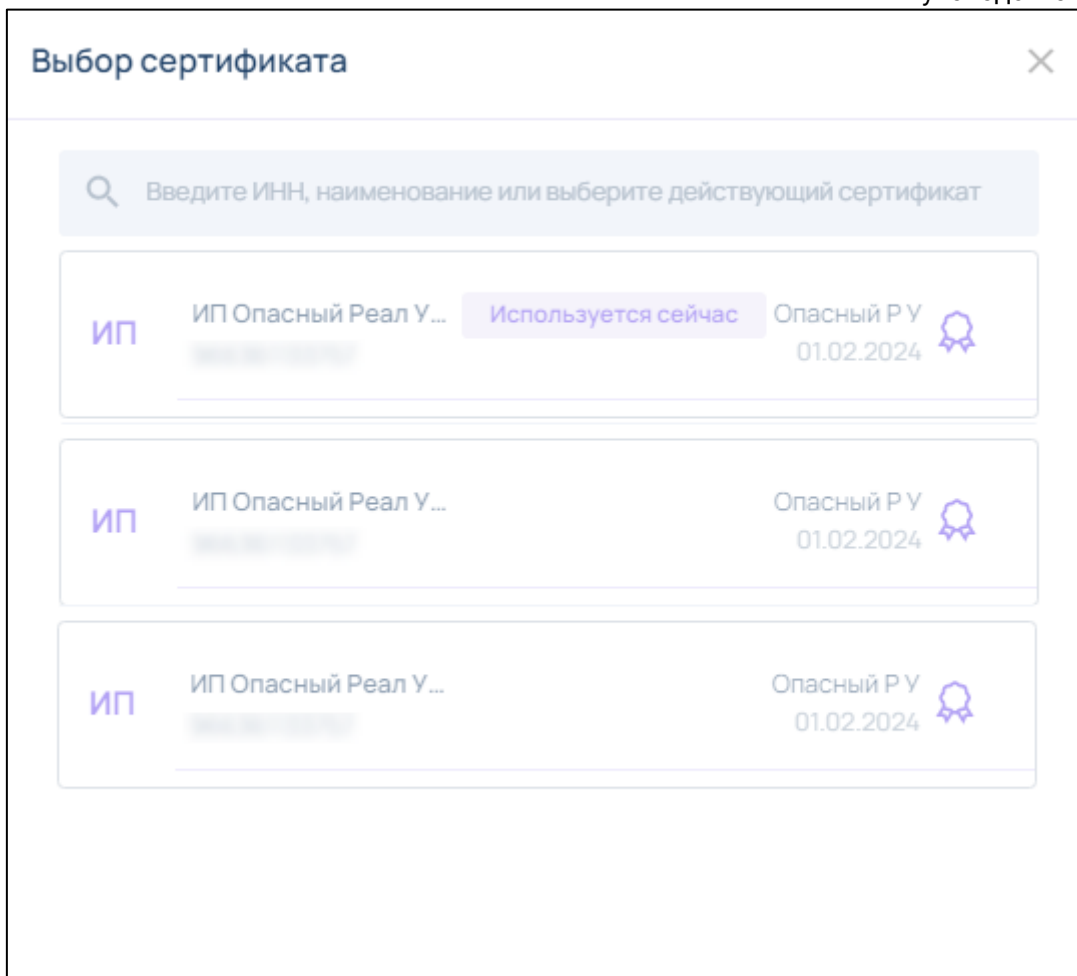 Выбор сертификата
Введите ИНН, наименование или выберите действующий сертификат
ИП ИП Опасный Реал У... Используется сейчас Опасный Р У
01.02.2024
ИП ИП Опасный Реал У... Опасный Р У
01.02.2024
ИП ИП Опасный Реал У... Опасный Р У
01.02.2024